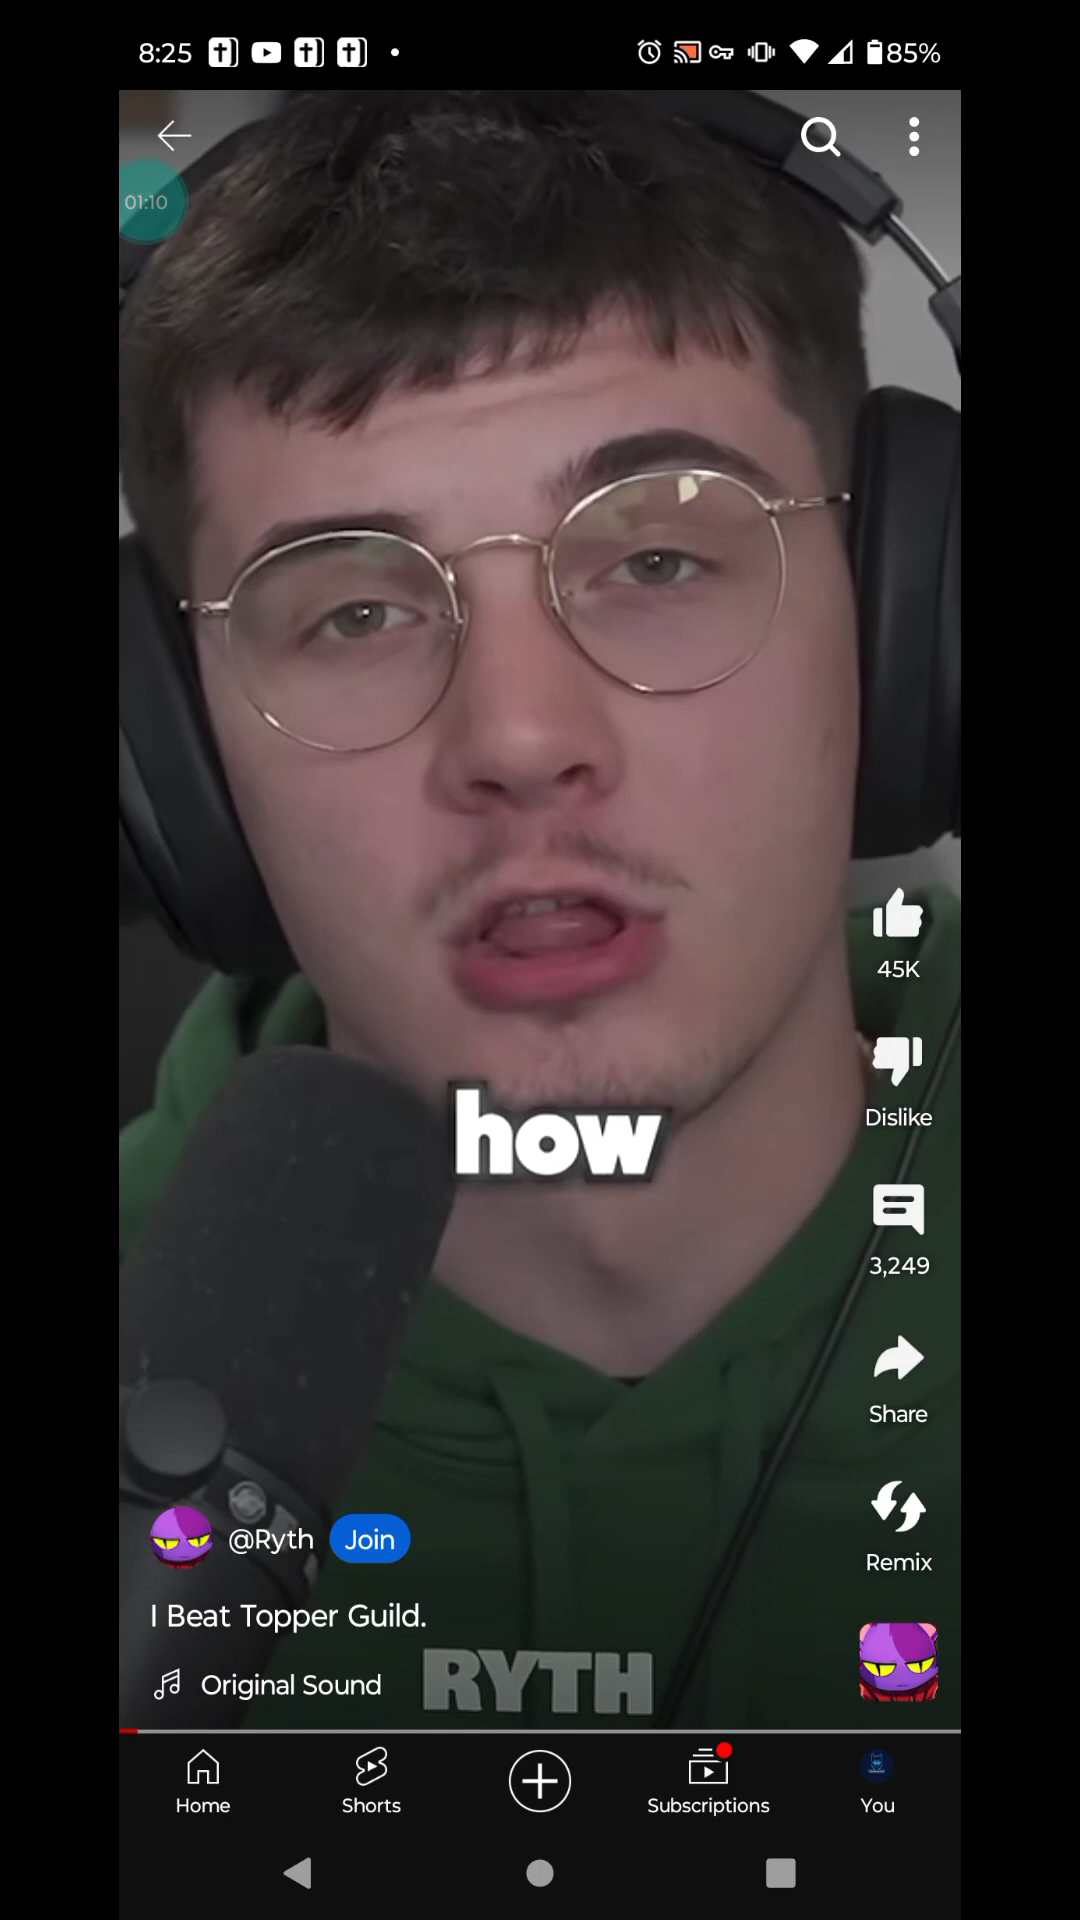 8:25
85%
01:10
45K
Dislike
how
3,249
Share
Remix
@Ryth
Join
I Beat Topper Guild.
Original Sound
RYTH
Home
Shorts
Subscriptions
You